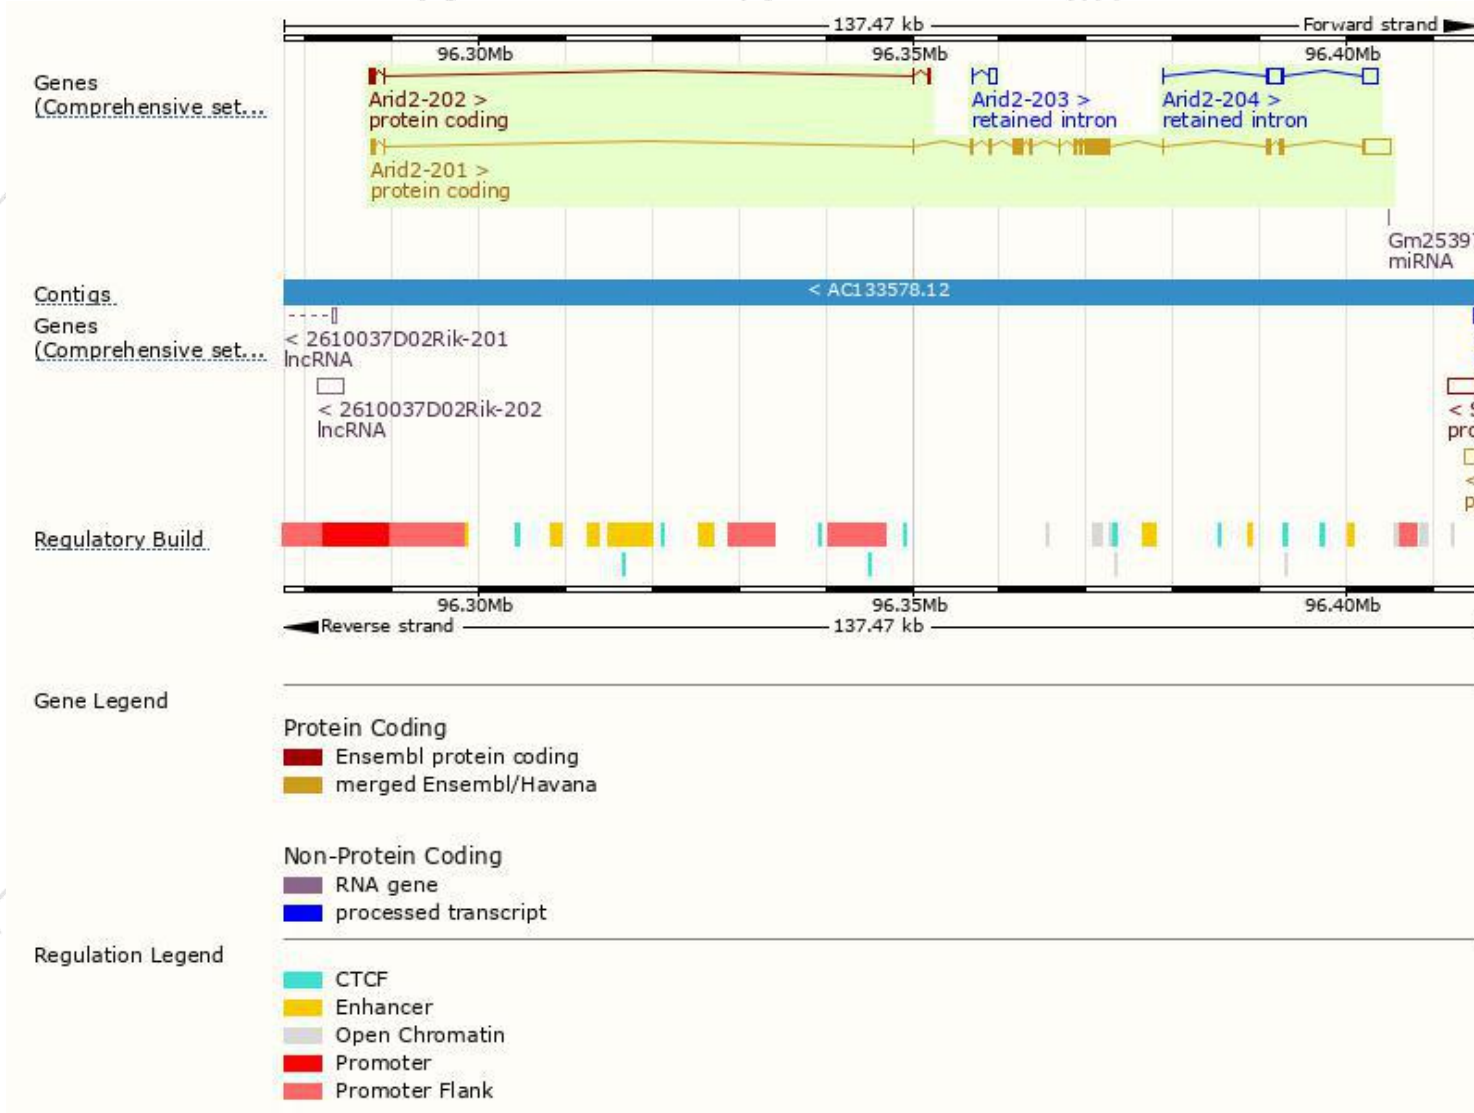 137.47 kb
Forward strand
96.30Mb 96.35Mb 96.40Mb
Genes
(Comprehensive set...
Arid2-202 >
protein coding
Arid2-203 >
retained intron
Arid2-204 >
retained intron
Arid2-201 >
protein coding
Gm2539
miRNA
Contigs
< AC133578.12
Genes
(Comprehensive set...
< 2610037D02Rik-201
lncRNA
< 2610037D02Rik-202
lncRNA
< S
pro
<
p
Regulatory Build
96.30Mb 96.35Mb 96.40Mb
Reverse strand
137.47 kb
Gene Legend
Protein Coding
Ensembl protein coding
merged Ensembl/Havana
Non-Protein Coding
RNA gene
processed transcript
Regulation Legend
CTCF
Enhancer
Open Chromatin
Promoter
Promoter Flank